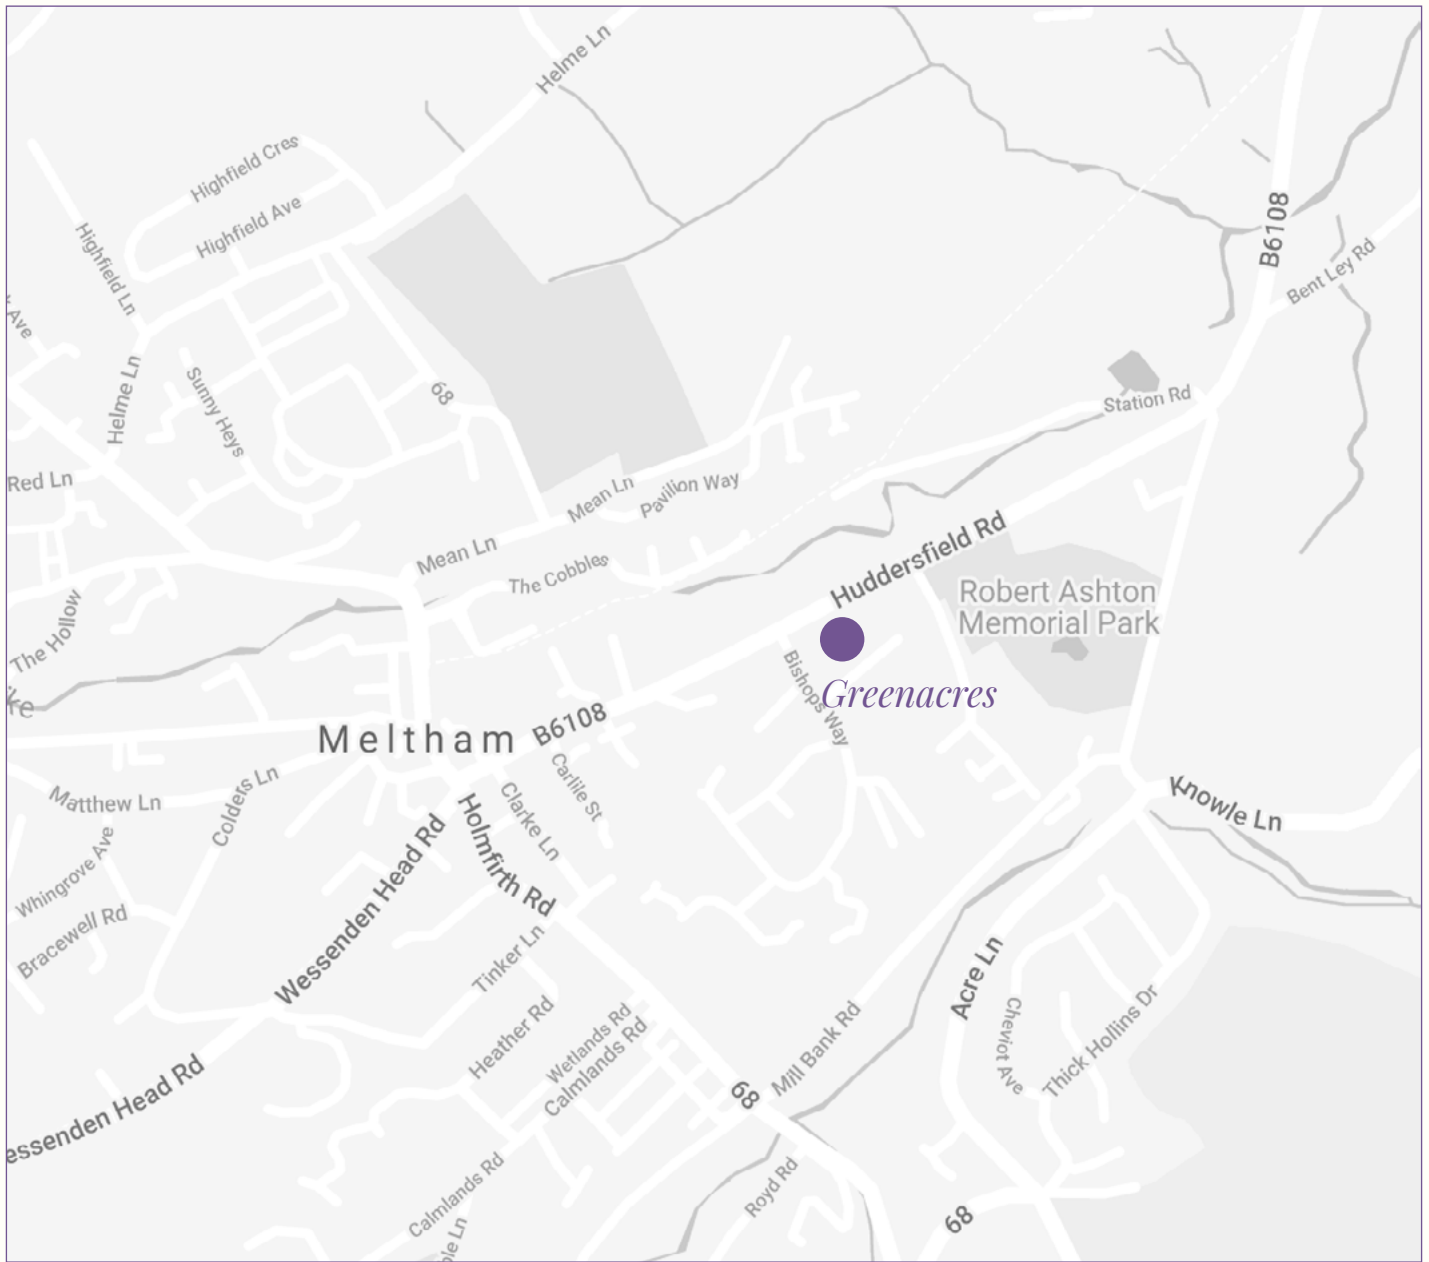 Helme Ln
Highfield Cres
Highfield Ave
Highfield Ln
B6108
Bent Ley Rd
Ave
Helme Ln
Sunny Heys
68
Station Rd
Red Ln
Mean Ln
Pavilion Way
Mean Ln
The Cobbles
Huddersfield Rd
Robert Ashton
Memorial Park
The Hollow
Bishops Way
Greenacres
Meltham
B6108
Carlile St
Matthew Ln
Colders Ln
Clarke Ln
Knowle Ln
Holmfirth Rd
Whingrove Ave
Wessenden Head Rd
Bracewell Rd
Tinker Ln
Acre Ln
Heather Rd
Wetlands Rd
Calmlands Rd
Cheviot Ave
Thick Hollins Dr
Mill Bank Rd
68
essenden Head Rd
Calmlands Rd
Royd Rd
68
ple Ln